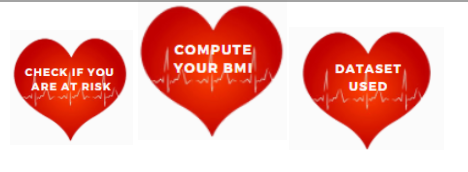 CHECK IF YOU
ARE AT RISK
COMPUTE
YOUR BMI
DATASET
USED